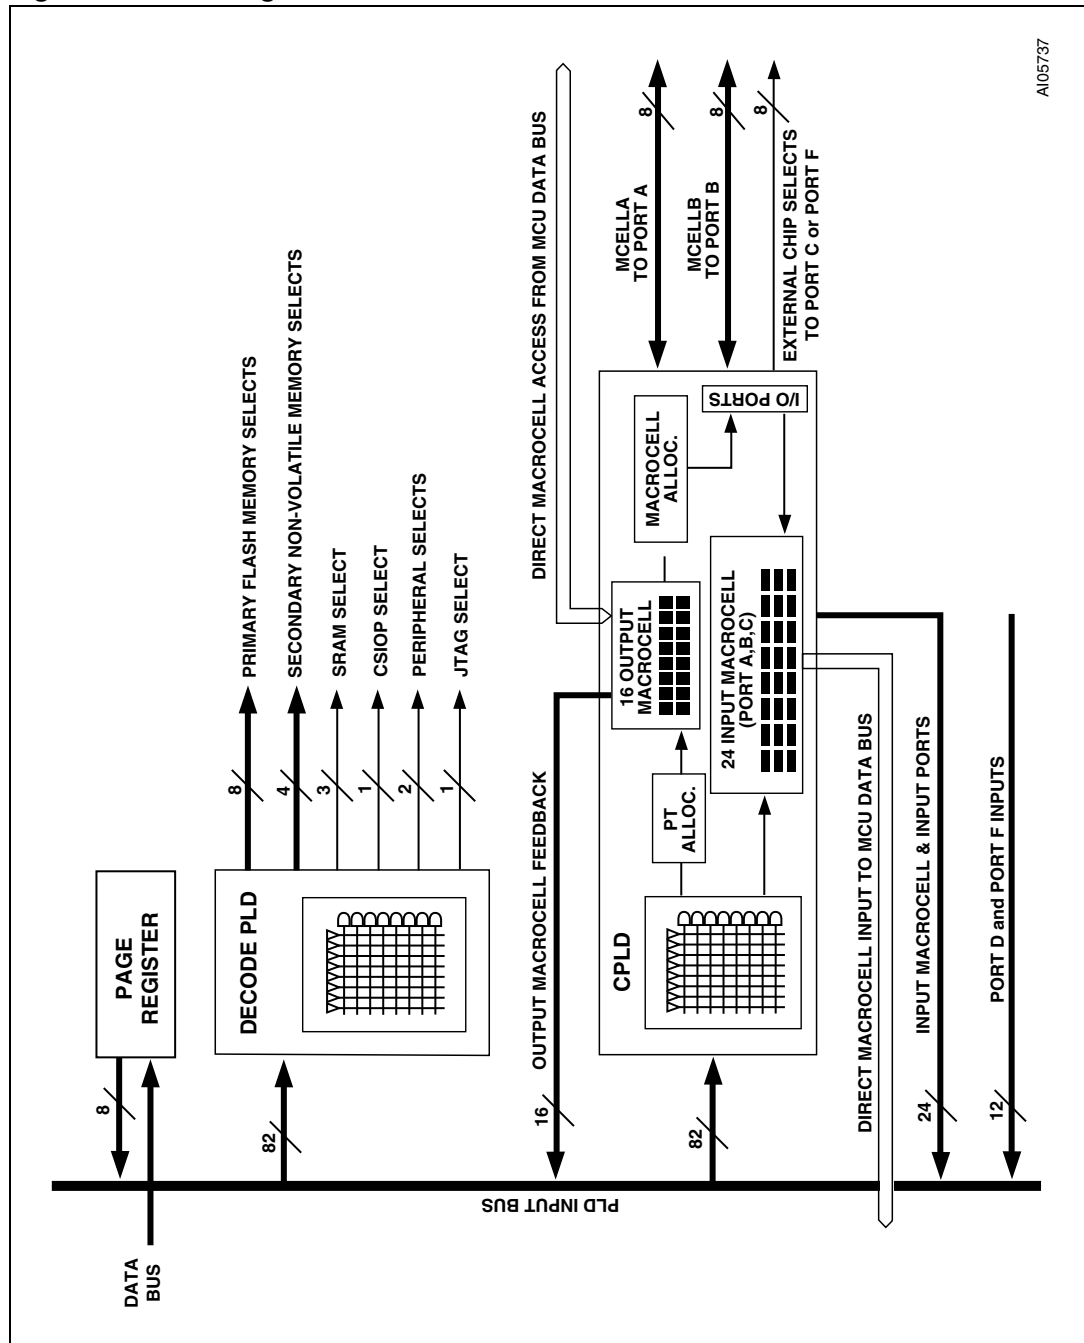 DATA
BUS
8
PAGE
REGISTER
82
DECODE PLD
8
PRIMARY FLASH MEMORY SELECTS
4
SECONDARY NON-VOLATILE MEMORY SELECTS
3
SRAM SELECT
1
CSIOP SELECT
2
PERIPHERAL SELECTS
1
JTAG SELECT
PLD INPUT BUS
16
OUTPUT MACROCELL FEEDBACK
DIRECT MACROCELL ACCESS FROM MCU DATA BUS
82
CPLD
PT
ALLOC.
16 OUTPUT
MACROCELL
MACROCELL
ALLOC.
I/O PORTS
24 INPUT MACROCELL
(PORT A,B,C)
MCELLA
TO PORT A
8
MCELLB
TO PORT B
8
EXTERNAL CHIP SELECTS
TO PORT C or PORT F
8
DIRECT MACROCELL INPUT TO MCU DATA BUS
24
INPUT MACROCELL & INPUT PORTS
12
PORT D and PORT F INPUTS
AI05737